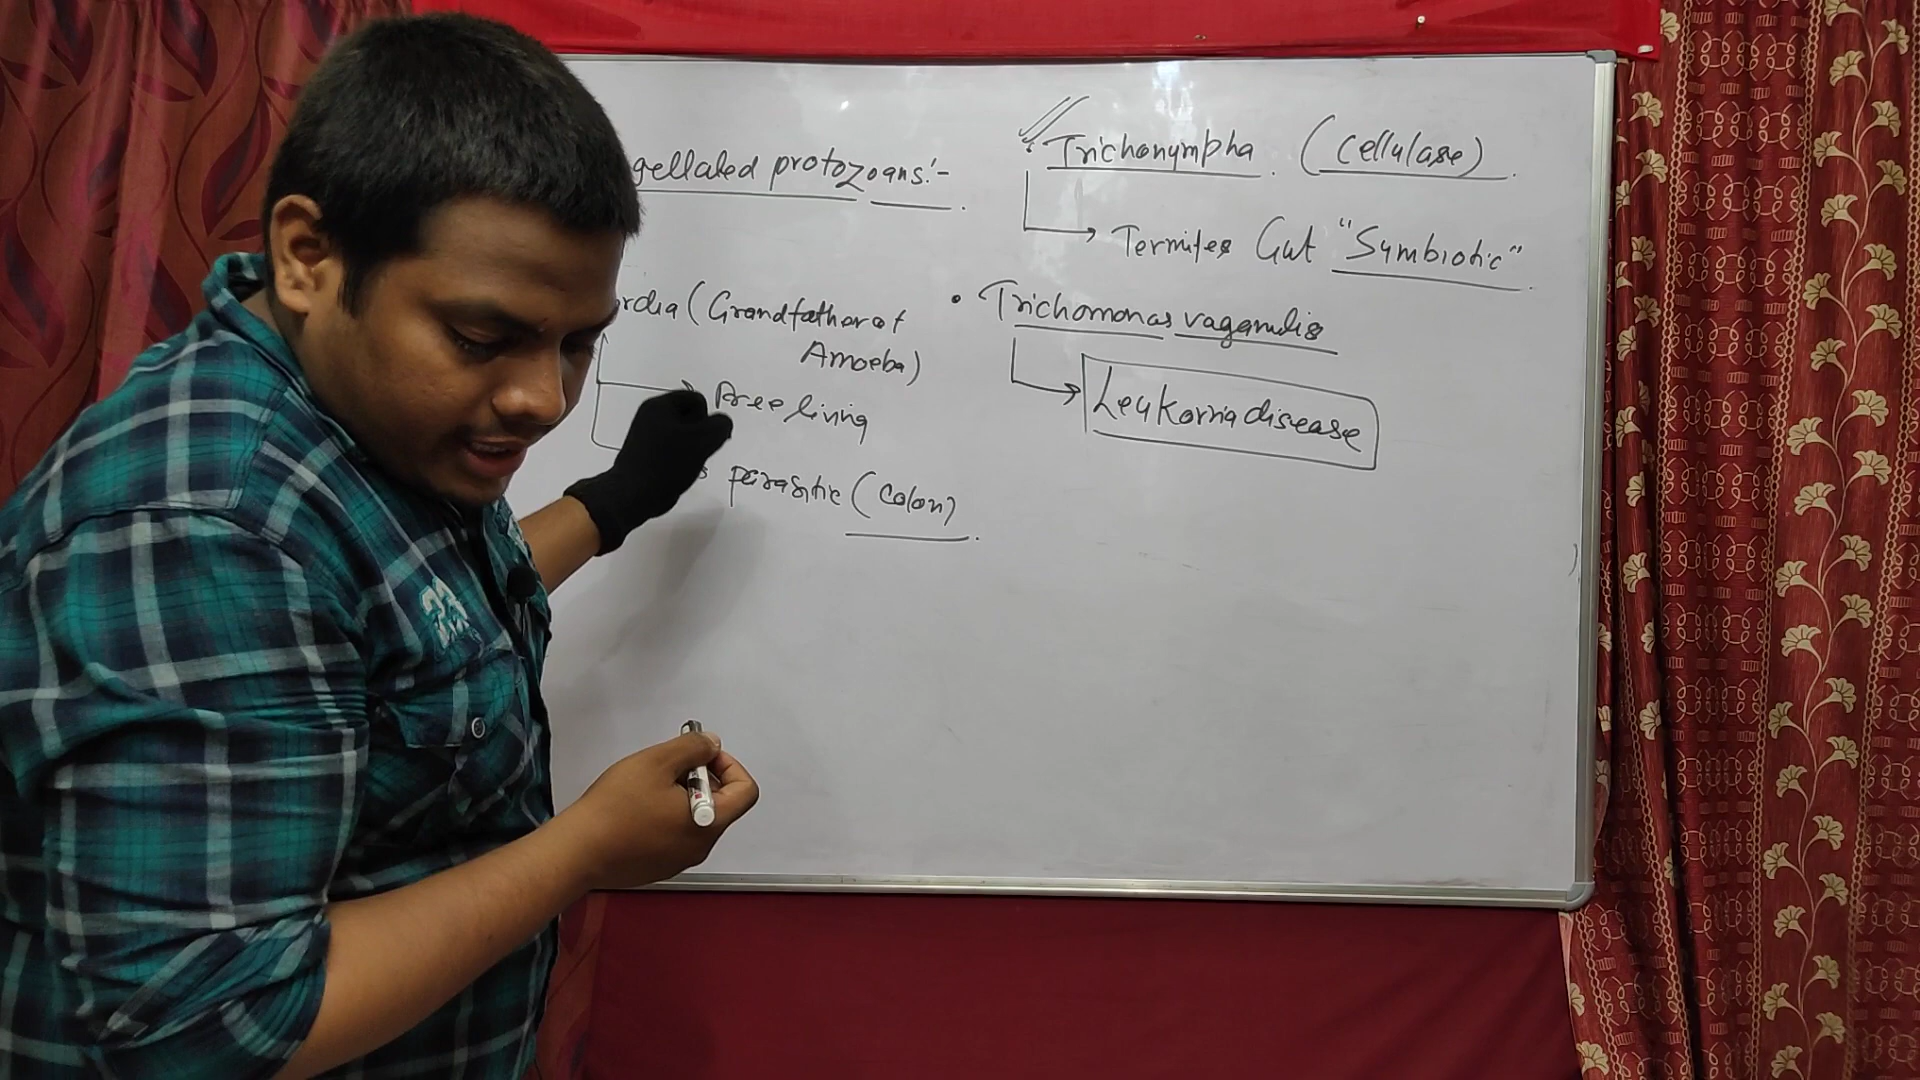 gellated protozoans:-
rdia (Grandfather of
Amoeba)
Free living
parasitic (Colon)
Trichonympha. (Cellulase).
Termites Gut "Symbiotic".
• Trichomonas vaganalis
Leukorria disease
22